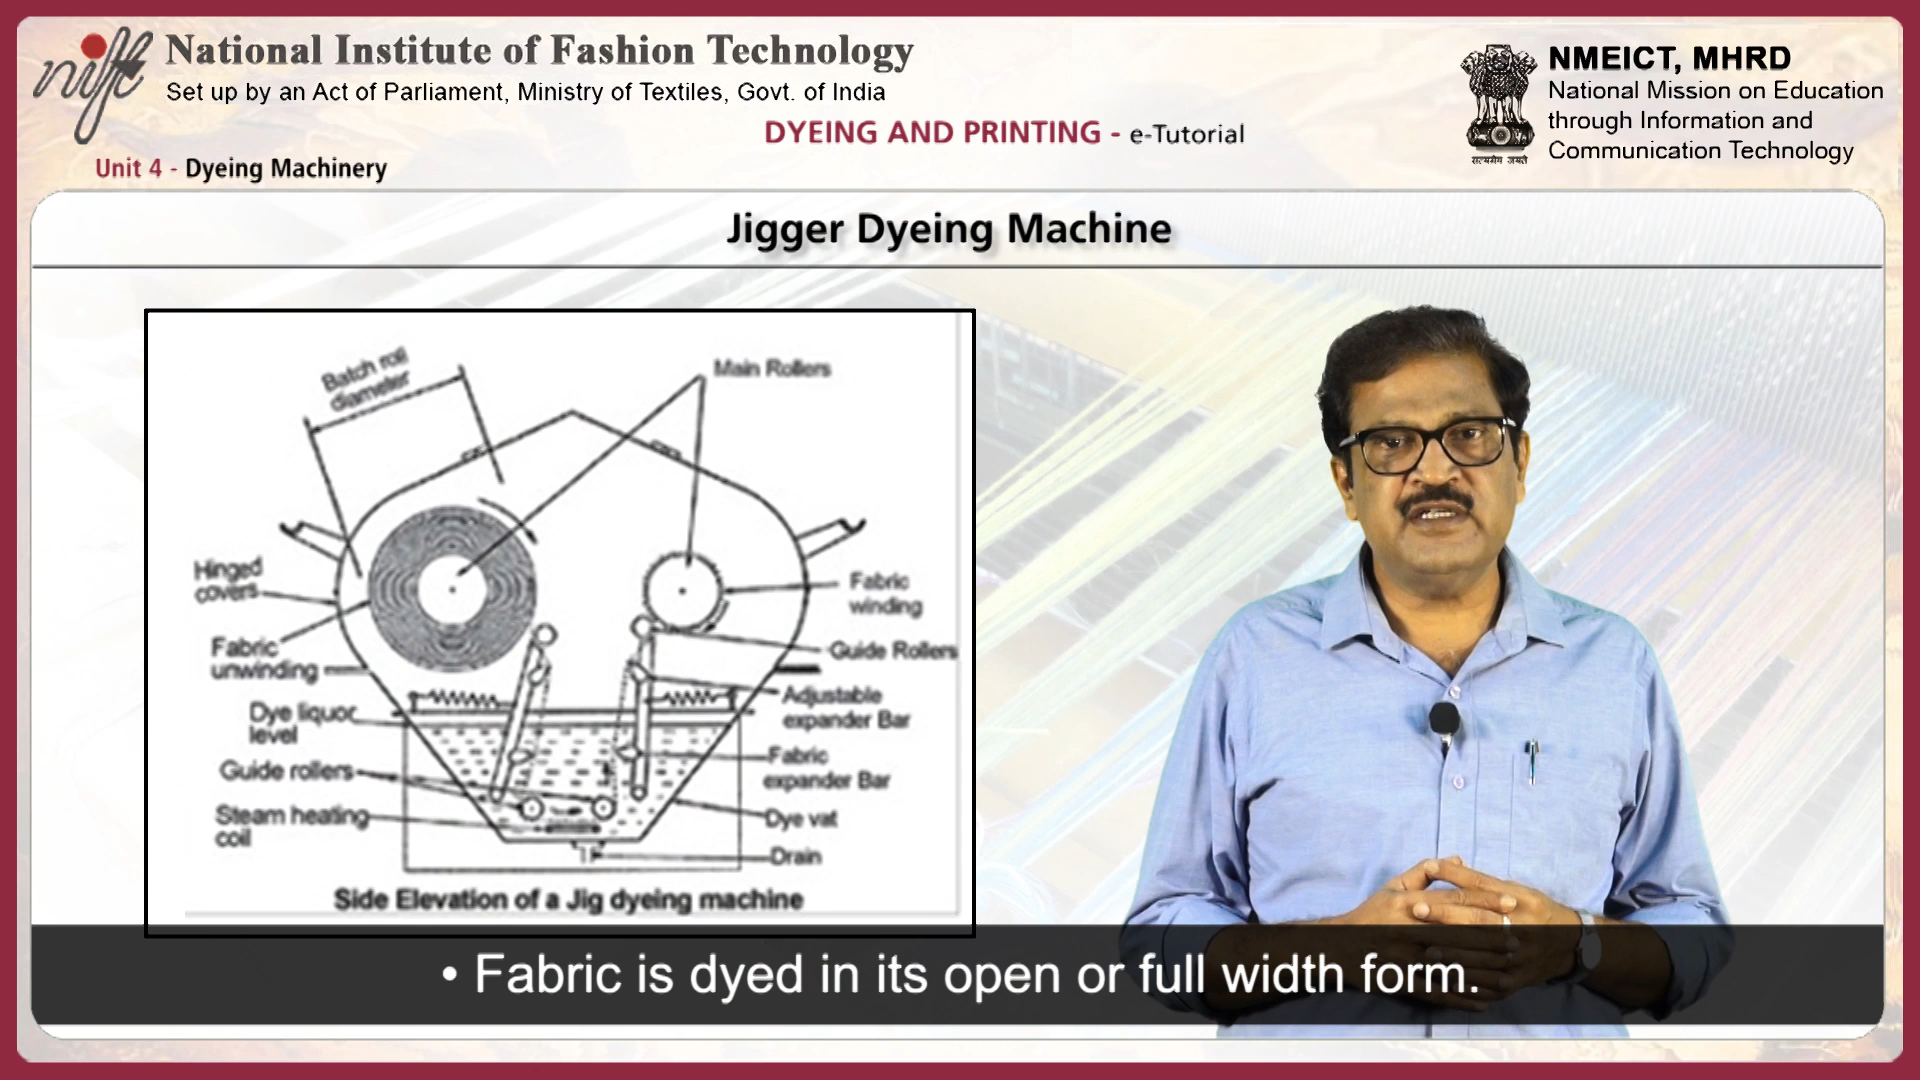 nift
National Institute of Fashion Technology
Set up by an Act of Parliament, Ministry of Textiles, Govt. of India
NMEICT, MHRD
National Mission on Education
through Information and
Communication Technology
सत्यमेव जयते
DYEING AND PRINTING - e-Tutorial
Unit 4 - Dyeing Machinery
Jigger Dyeing Machine
Batch roll
diameter
Main Rollers
Hinged
covers
Fabric
winding
Fabric
unwinding
Guide Rollers
Adjustable
expander Bar
Dye liquor
level
Fabric
expander Bar
Guide rollers
Steam heating
coil
Dye vat
Drain
Side Elevation of a Jig dyeing machine
• Fabric is dyed in its open or full width form.